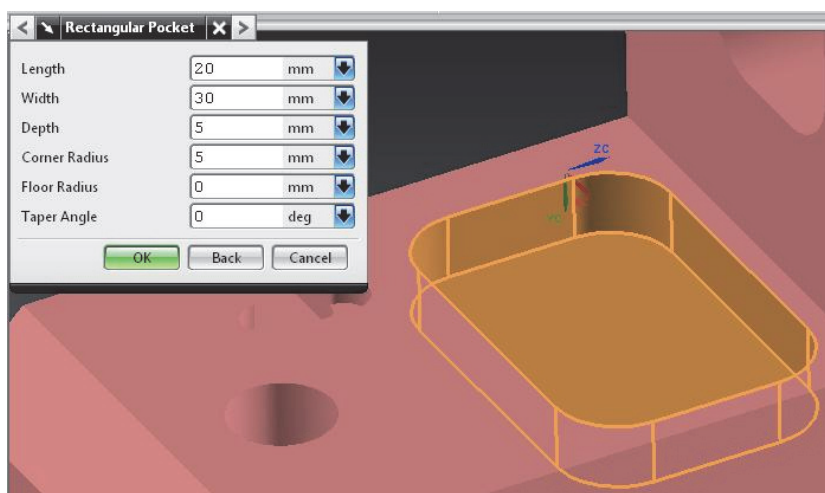 Rectangular Pocket
Length 20 mm
Width 30 mm
Depth 5 mm
Corner Radius 5 mm
Floor Radius 0 mm
Taper Angle 0 deg
OK Back Cancel
ZC
YC